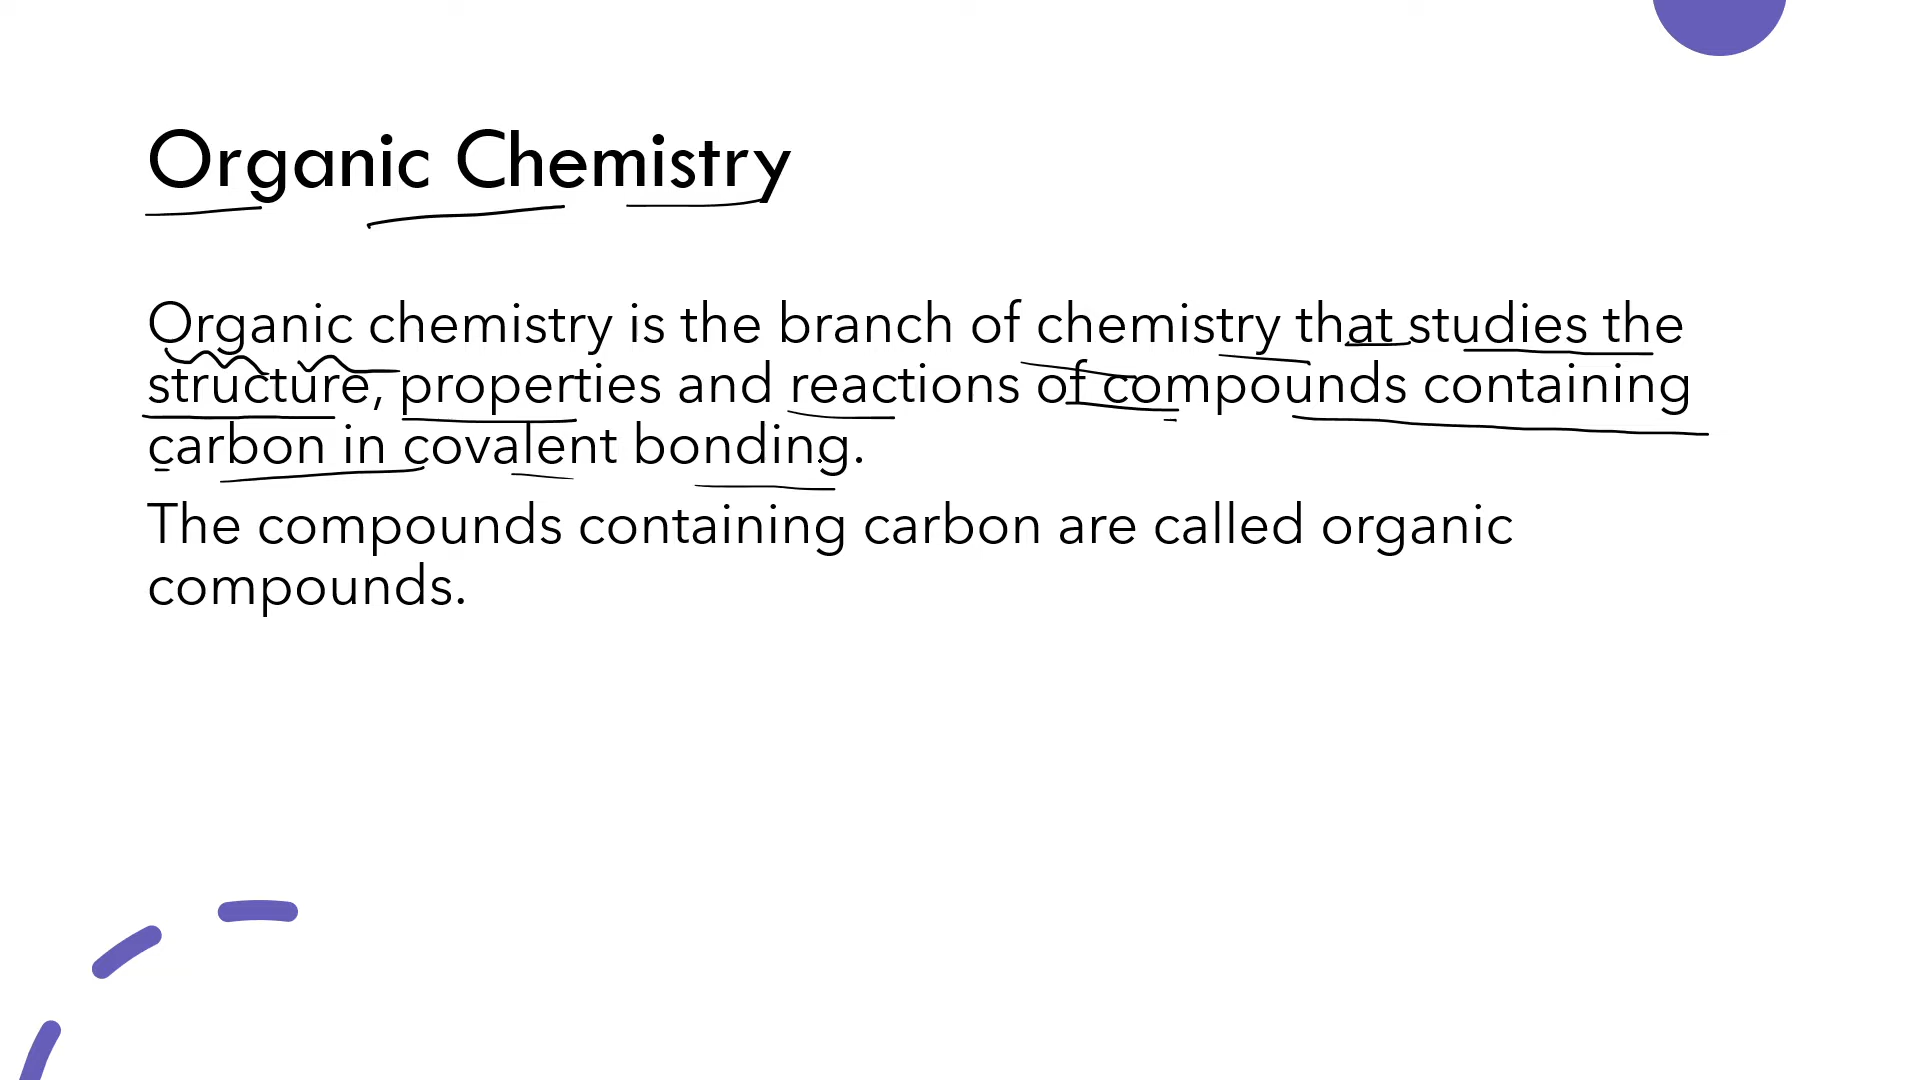 Organic Chemistry
Organic chemistry is the branch of chemistry that studies the
structure, properties and reactions of compounds containing
carbon in covalent bonding.
The compounds containing carbon are called organic
compounds.